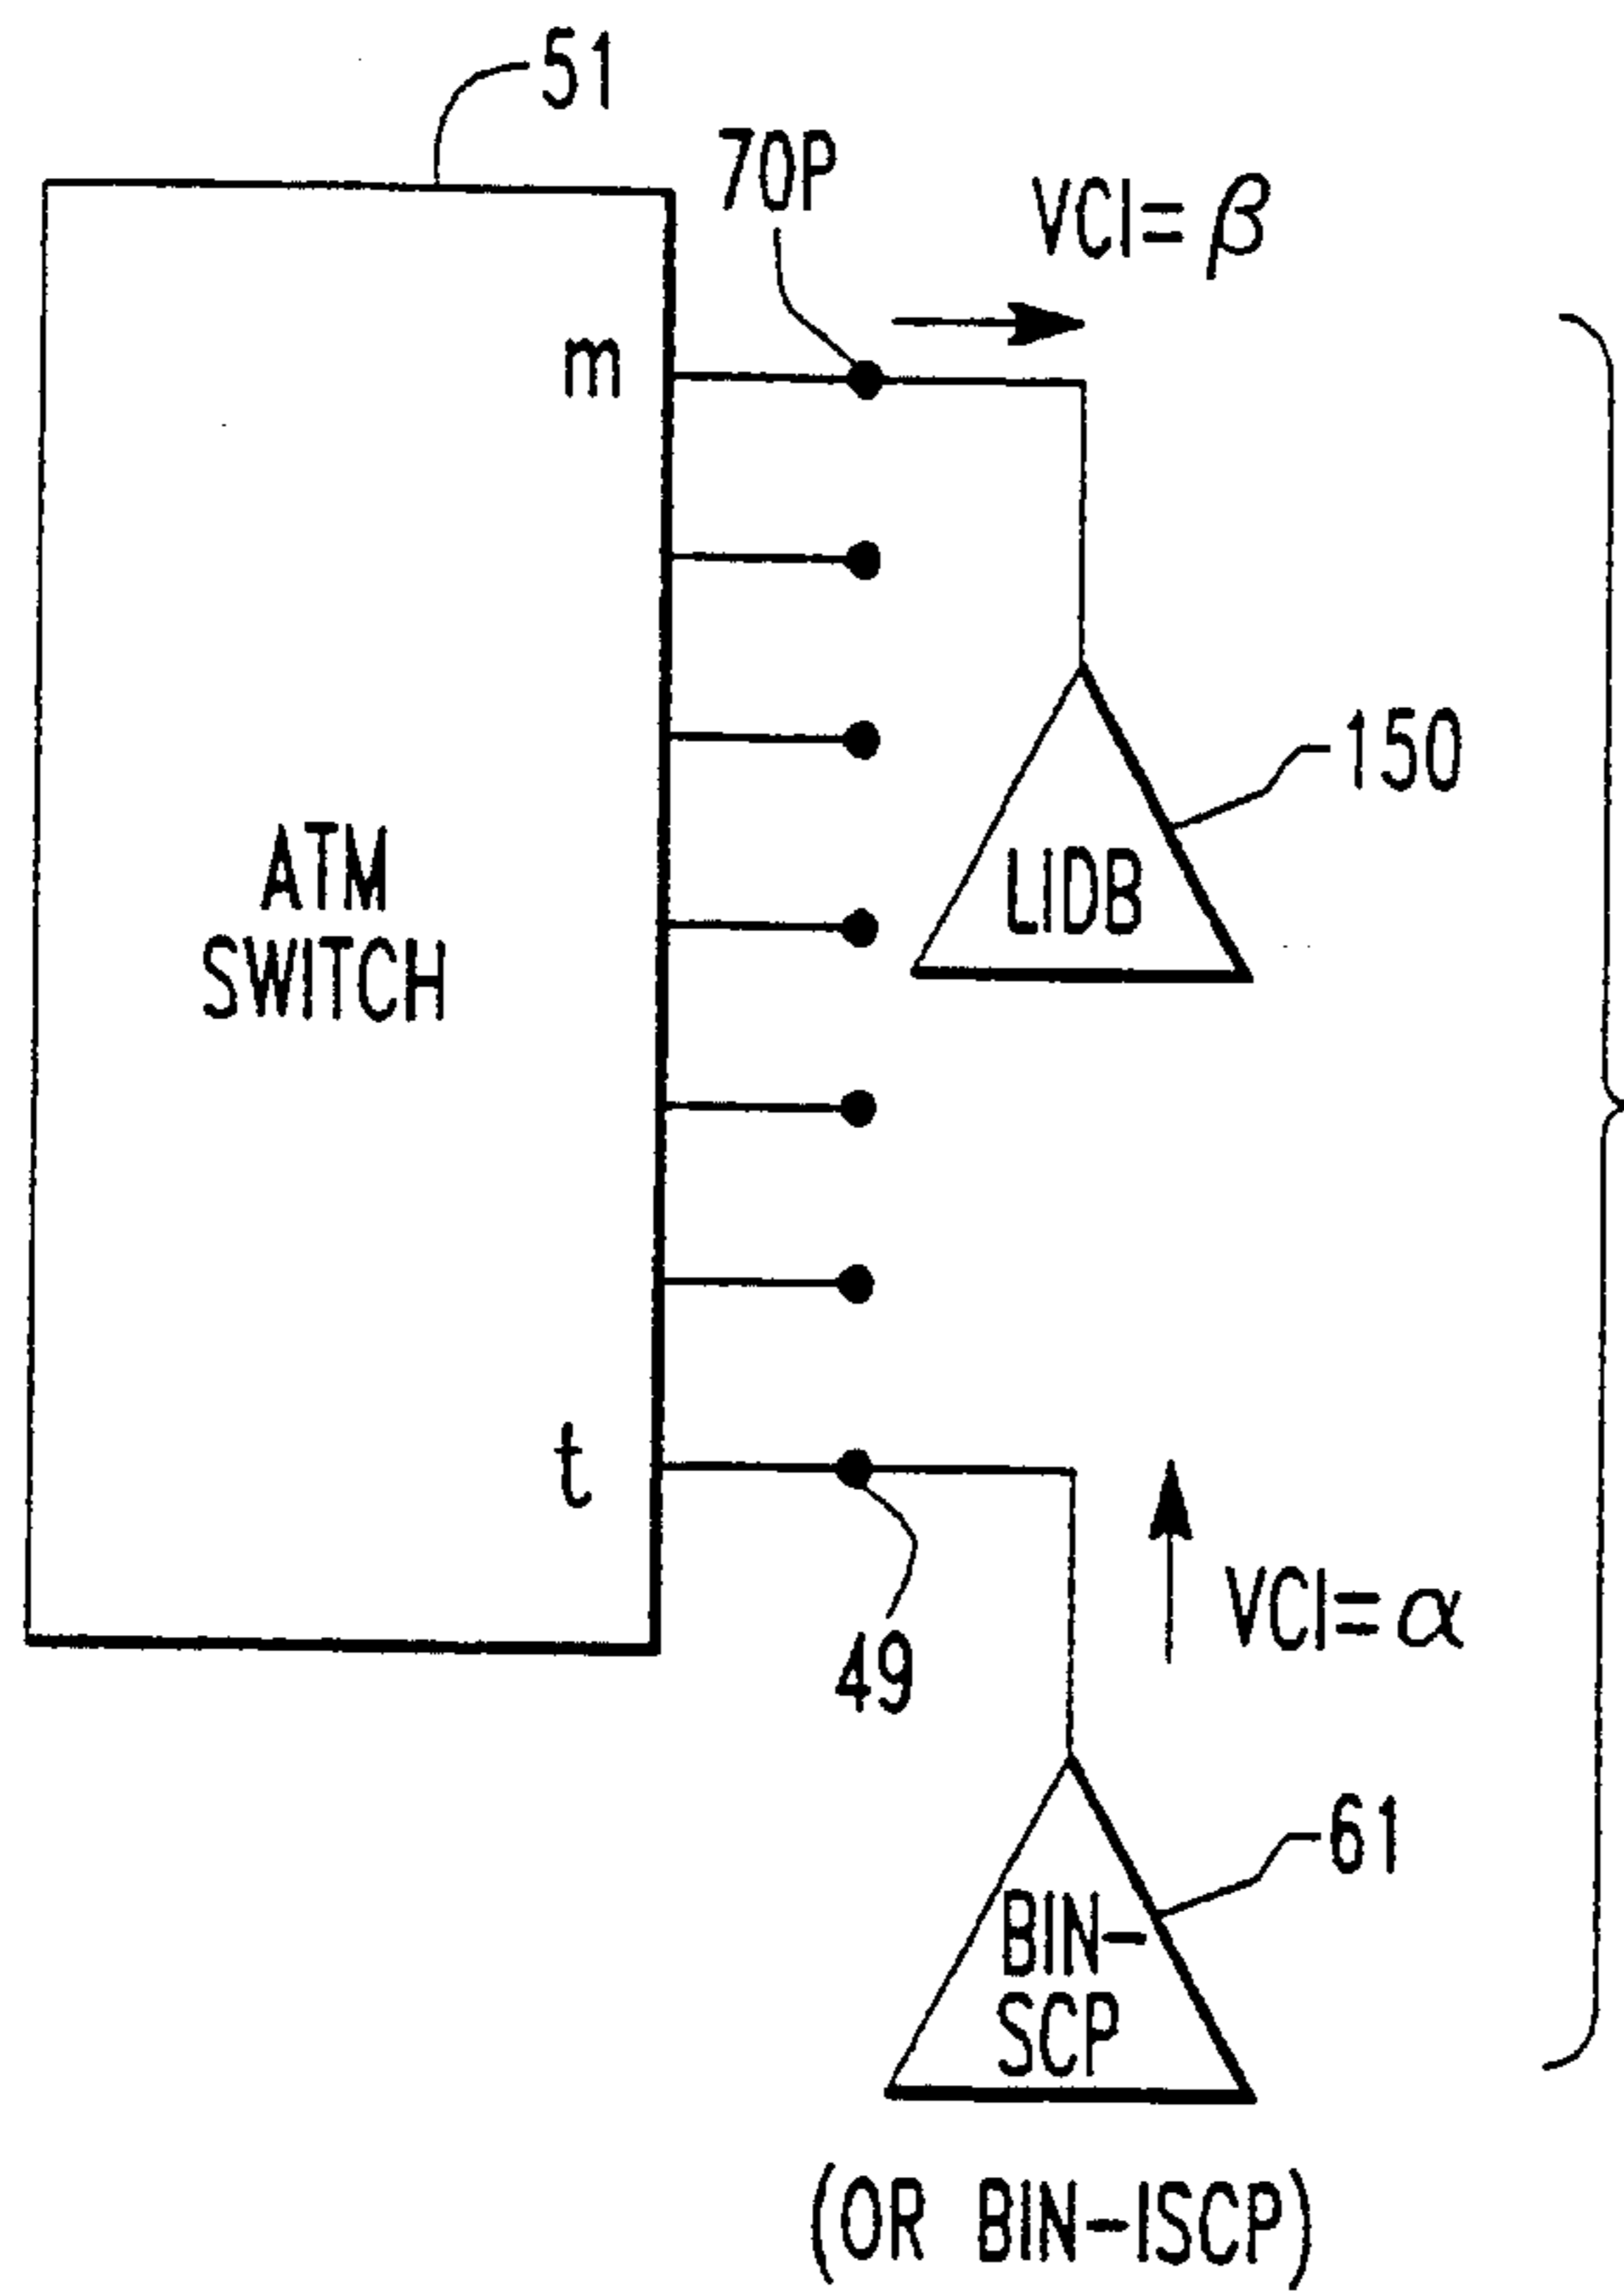 51
70P
VCI=β
m
150
LIDB
ATM
SWITCH
t
VCI=α
49
61
BIN-
SCP
(OR BIN-ISCP)